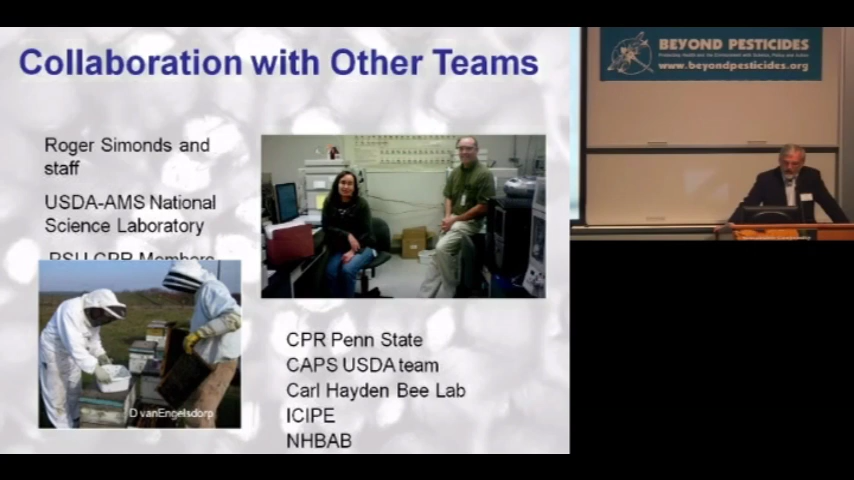 Collaboration with Other Teams
Roger Simonds and
staff
USDA-AMS National
Science Laboratory
PSU CPR Members
D vanEngelsdorp
CPR Penn State
CAPS USDA team
Carl Hayden Bee Lab
ICIPE
NHBAB
BEYOND PESTICIDES
www.beyondpesticides.org